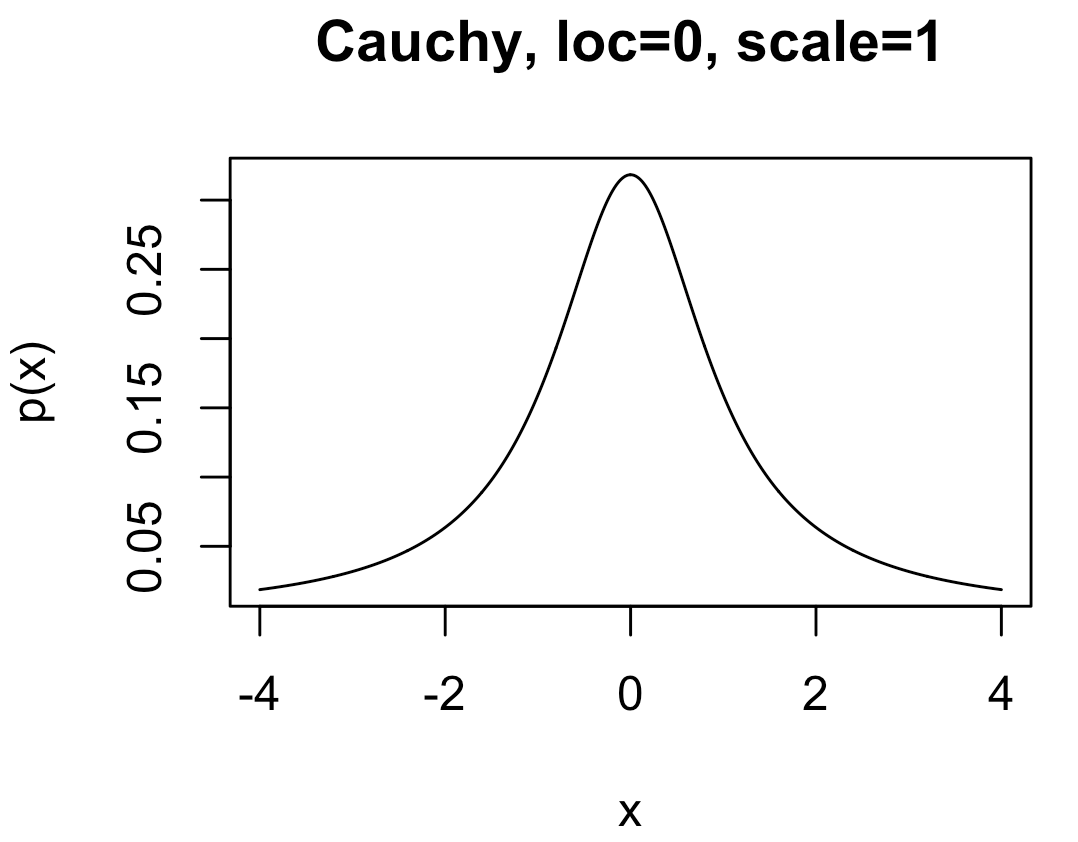 Cauchy, loc=0, scale=1
p(x)
0.25
0.15
0.05
-4 -2 0 2 4
x